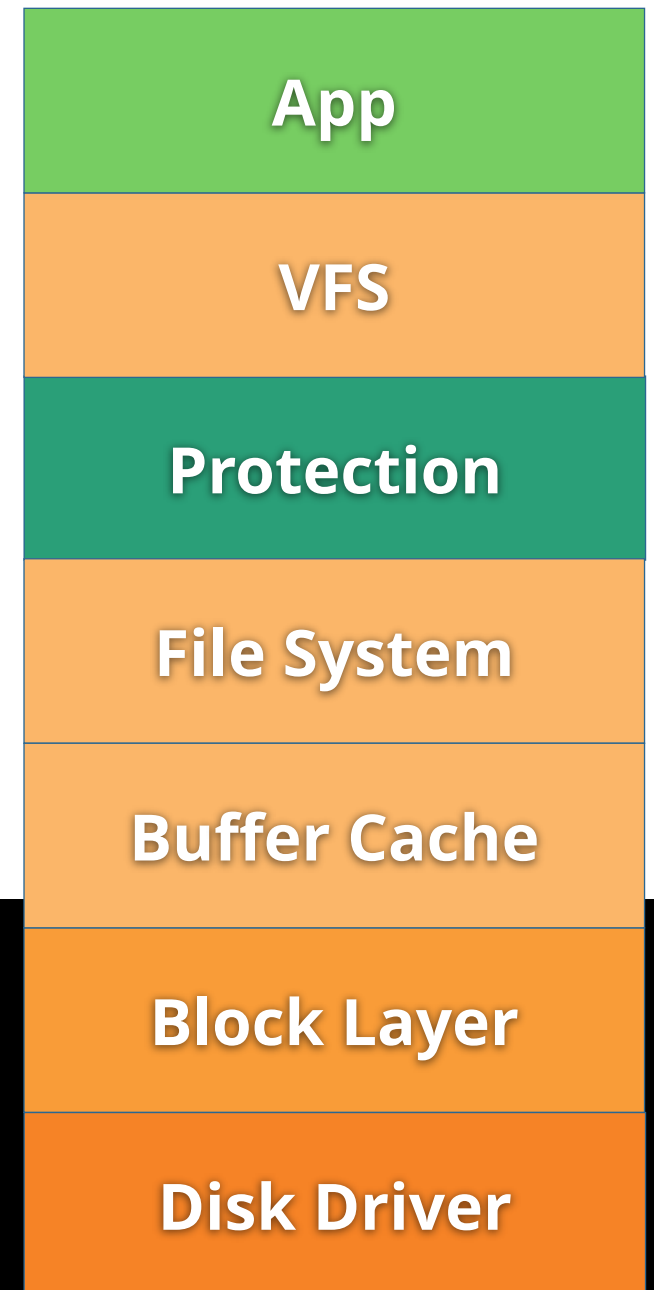 App
VFS
Protection
File System
Buffer Cache
Block Layer
Disk Driver